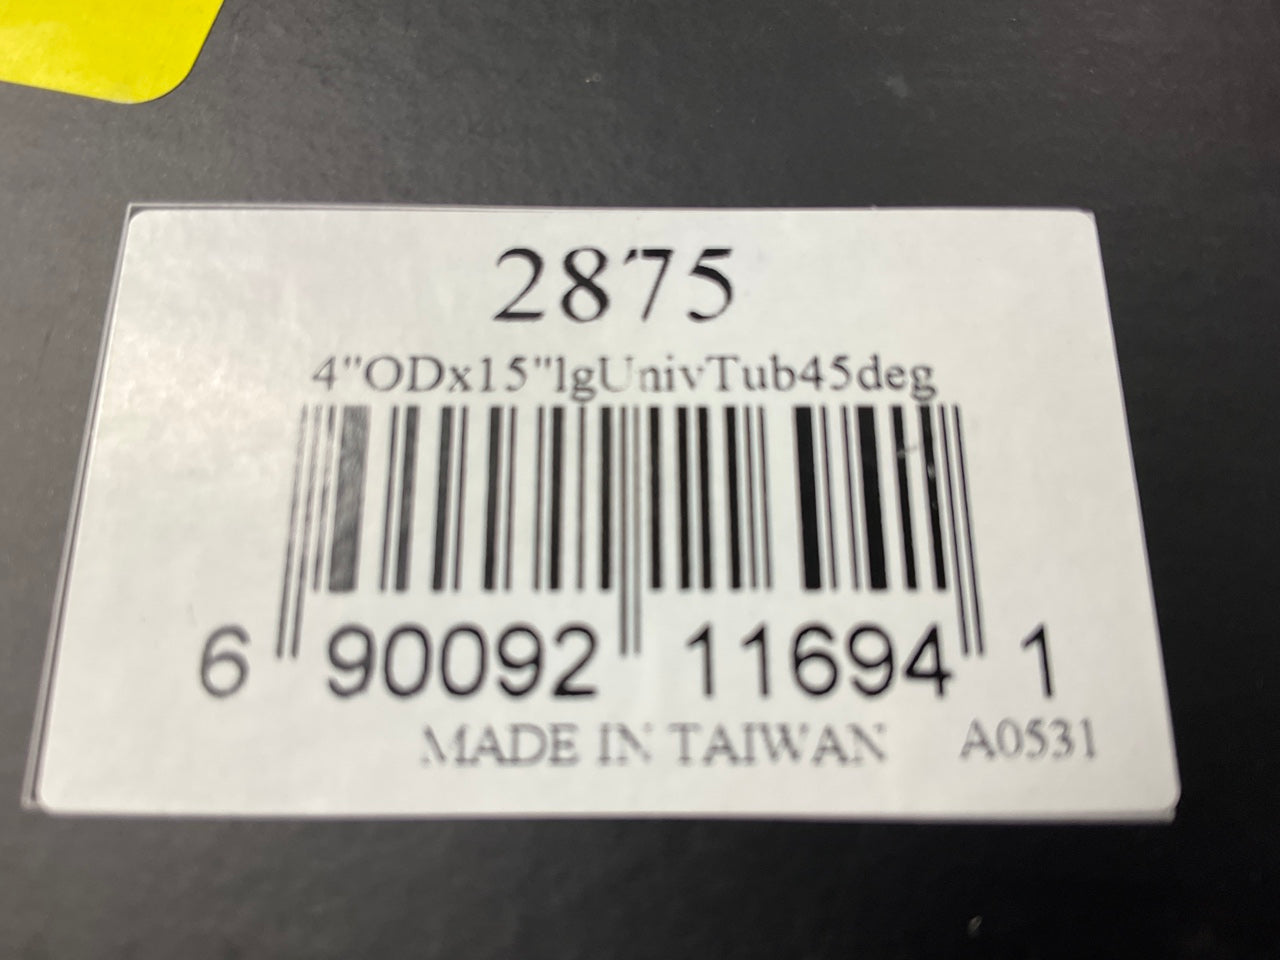 2875
4"ODx15"lgUnivTub45deg
6 90092 11694 1
MADE IN TAIWAN A0531